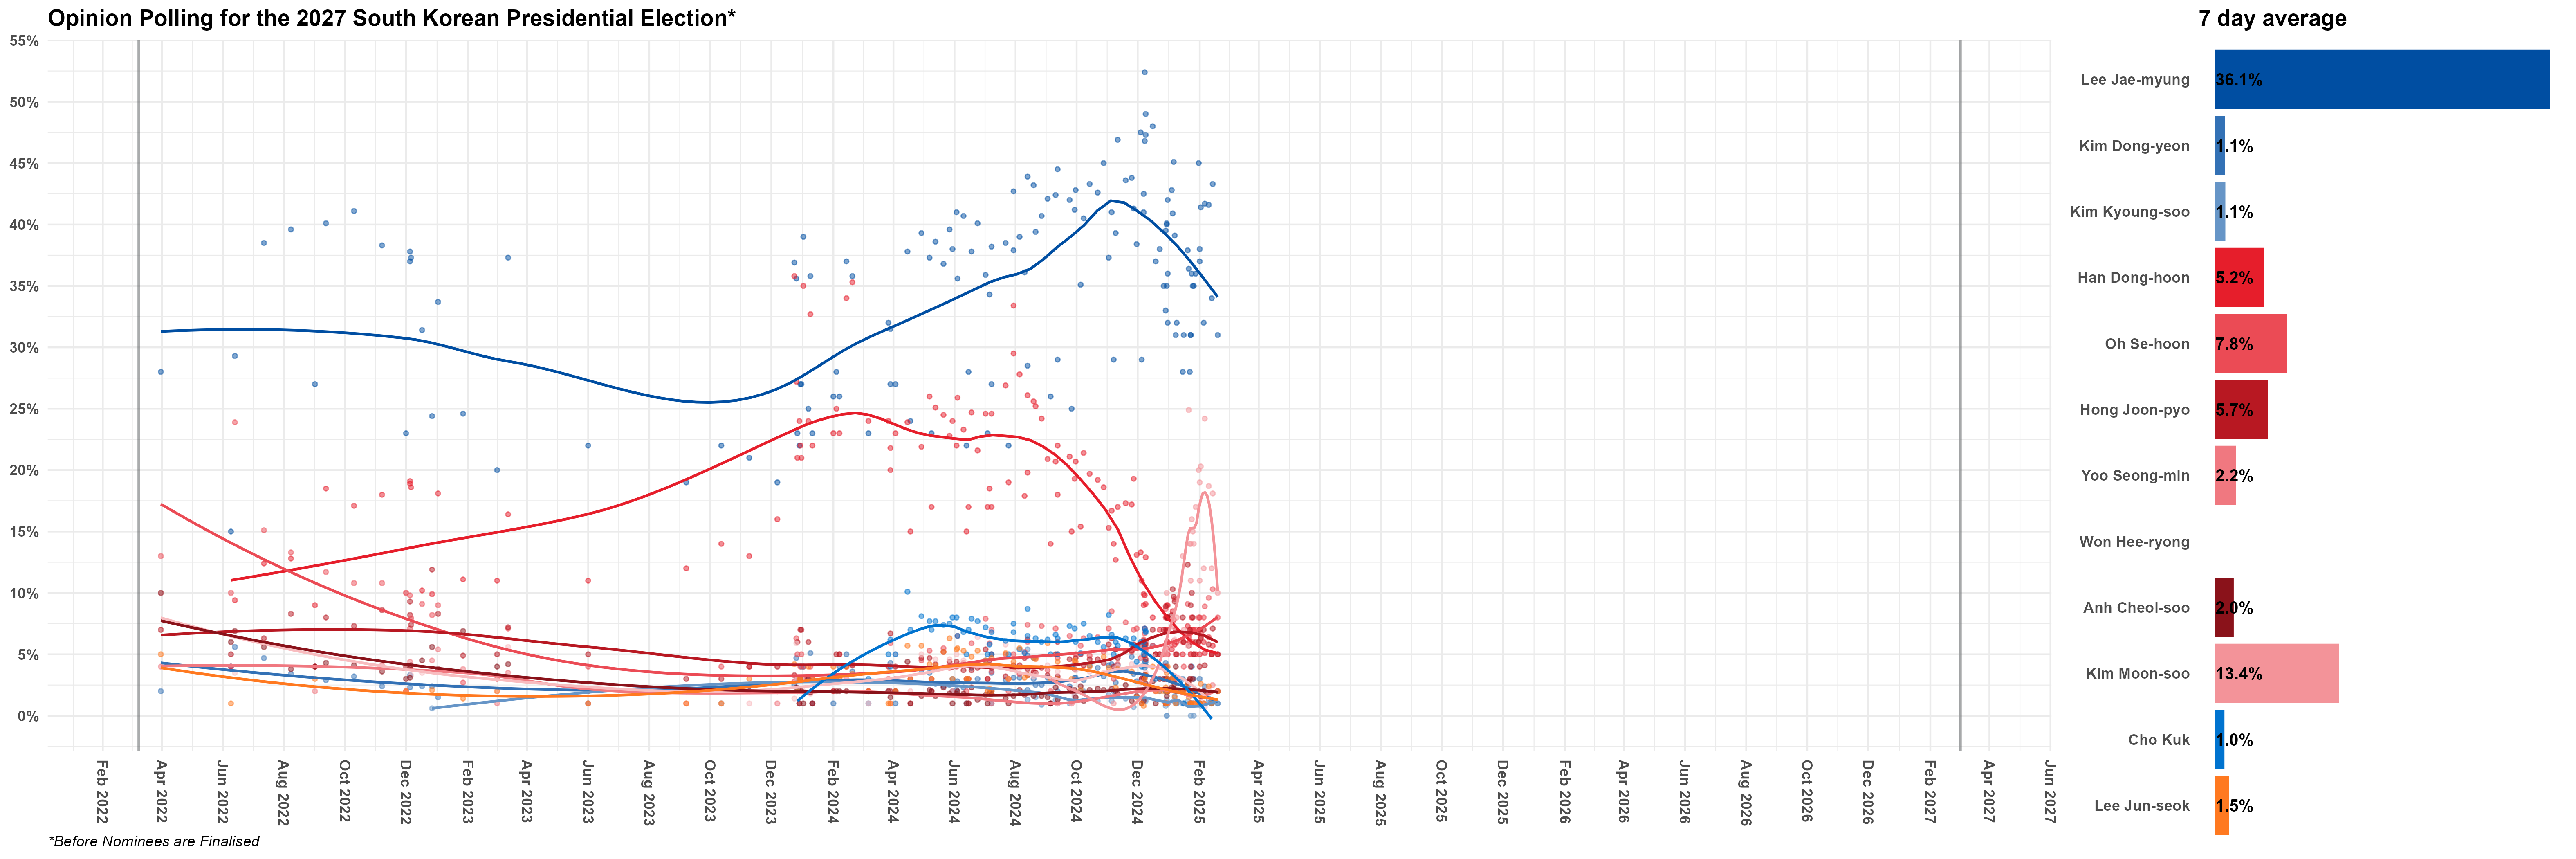 Opinion Polling for the 2027 South Korean Presidential Election*
7 day average
55%
50%
45%
40%
35%
30%
25%
20%
15%
10%
5%
0%
Feb 2022
Apr 2022
Jun 2022
Aug 2022
Oct 2022
Dec 2022
Feb 2023
Apr 2023
Jun 2023
Aug 2023
Oct 2023
Dec 2023
Feb 2024
Apr 2024
Jun 2024
Aug 2024
Oct 2024
Dec 2024
Feb 2025
Apr 2025
Jun 2025
Aug 2025
Oct 2025
Dec 2025
Feb 2026
Apr 2026
Jun 2026
Aug 2026
Oct 2026
Dec 2026
Feb 2027
Apr 2027
Jun 2027
Lee Jae-myung 36.1%
Kim Dong-yeon 1.1%
Kim Kyoung-soo 1.1%
Han Dong-hoon 5.2%
Oh Se-hoon 7.8%
Hong Joon-pyo 5.7%
Yoo Seong-min 2.2%
Won Hee-ryong
Anh Cheol-soo 2.0%
Kim Moon-soo 13.4%
Cho Kuk 1.0%
Lee Jun-seok 1.5%
*Before Nominees are Finalised